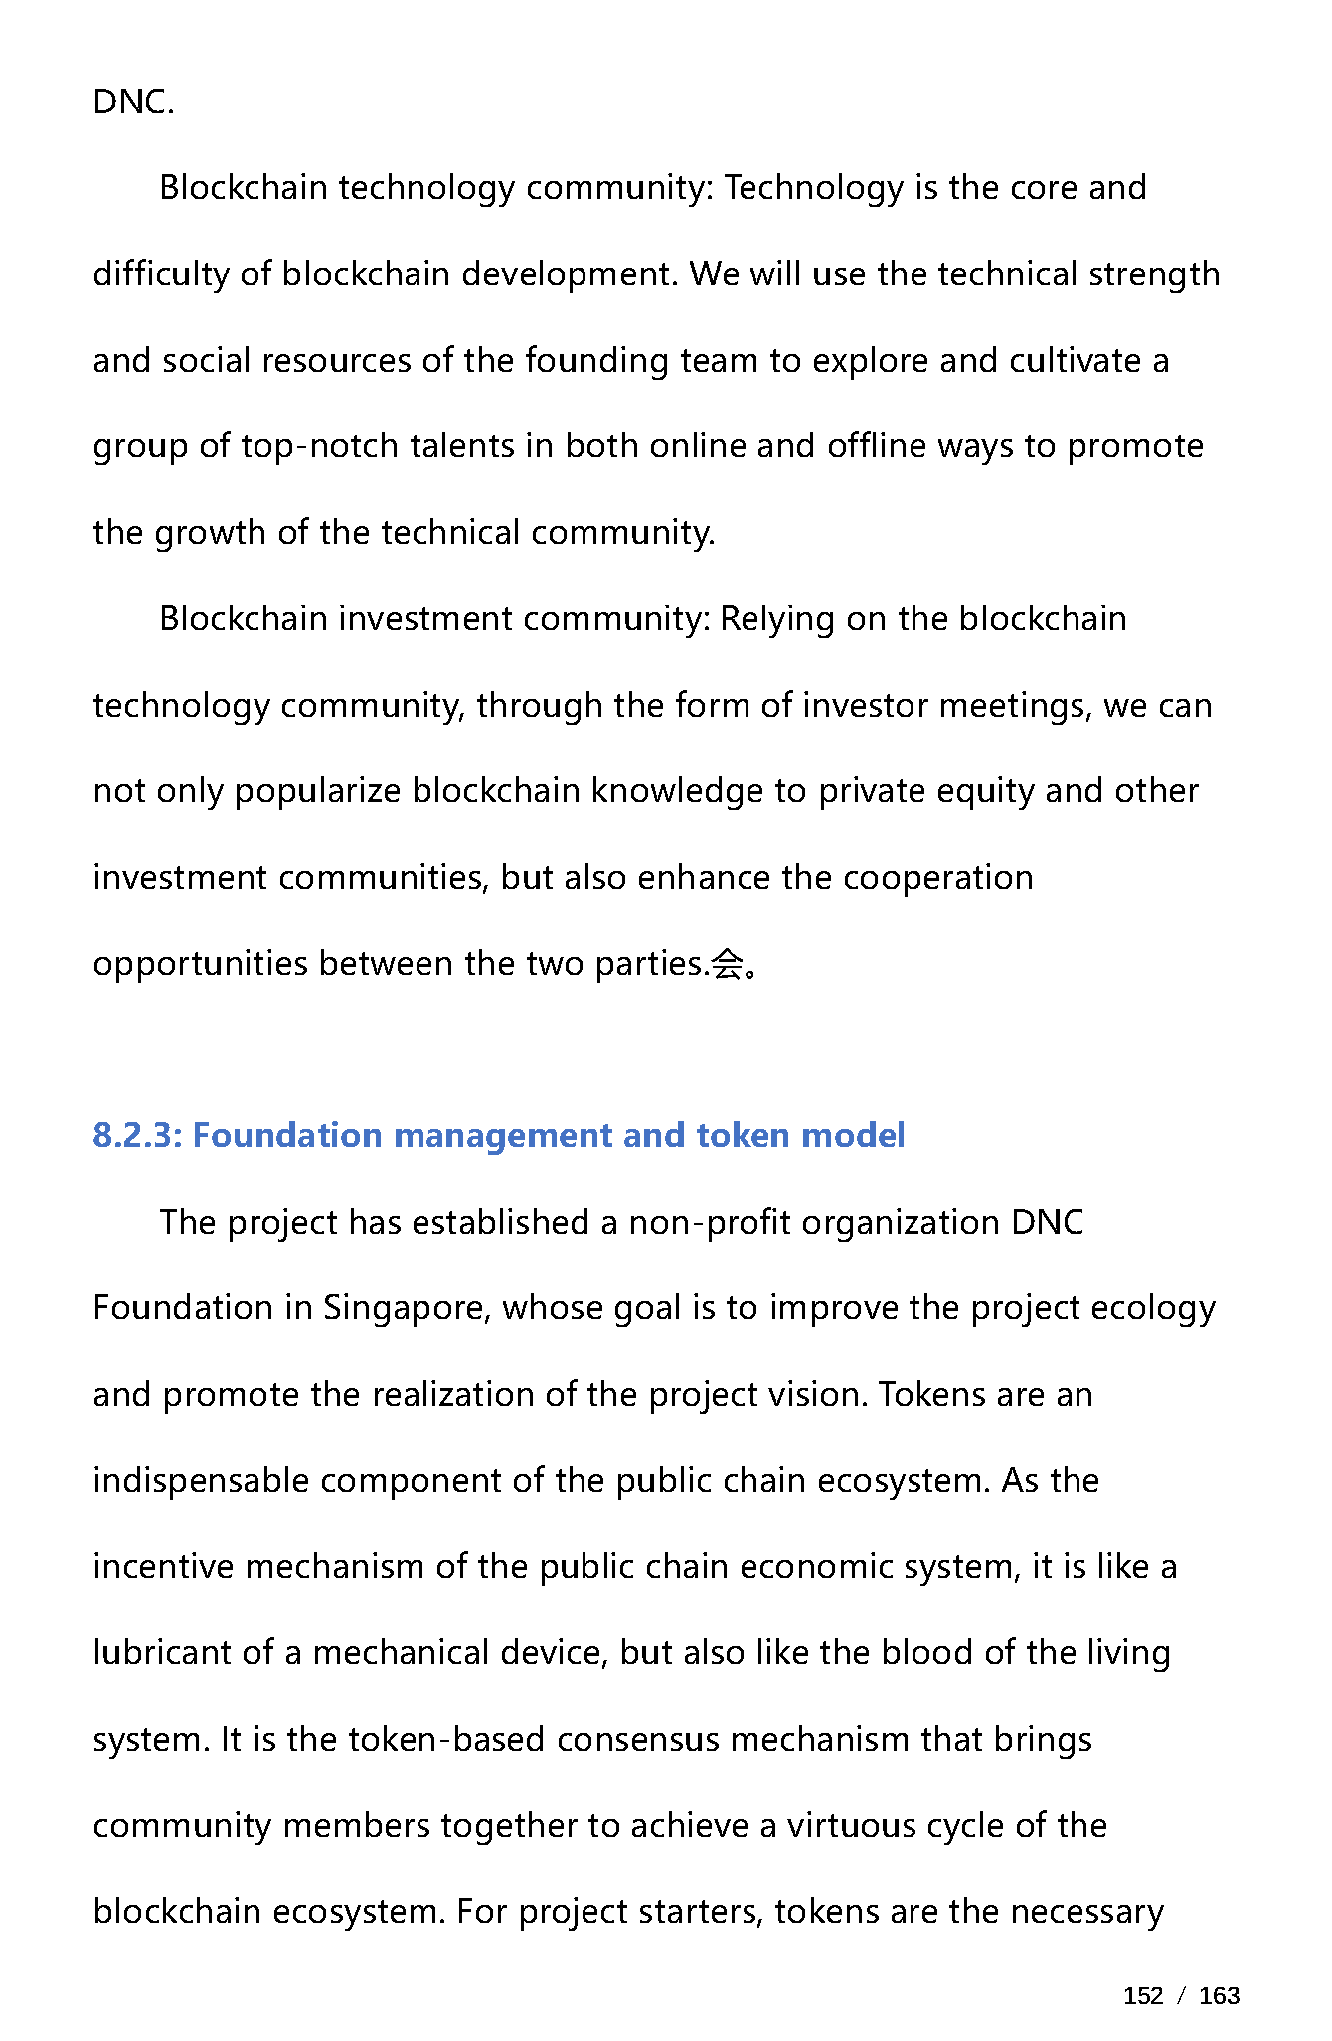 DNC.
Blockchain technology community: Technology is the core and
difficulty of blockchain development. We will use the technical strength
and social resources of the founding team to explore and cultivate a
group of top-notch talents in both online and offline ways to promote
the growth of the technical community.
Blockchain investment community: Relying on the blockchain
technology community, through the form of investor meetings, we can
not only popularize blockchain knowledge to private equity and other
investment communities, but also enhance the cooperation
opportunities between the two parties.会。
8.2.3: Foundation management and token model
The project has established a non-profit organization DNC
Foundation in Singapore, whose goal is to improve the project ecology
and promote the realization of the project vision. Tokens are an
indispensable component of the public chain ecosystem. As the
incentive mechanism of the public chain economic system, it is like a
lubricant of a mechanical device, but also like the blood of the living
system. It is the token-based consensus mechanism that brings
community members together to achieve a virtuous cycle of the
blockchain ecosystem. For project starters, tokens are the necessary
152 / 163